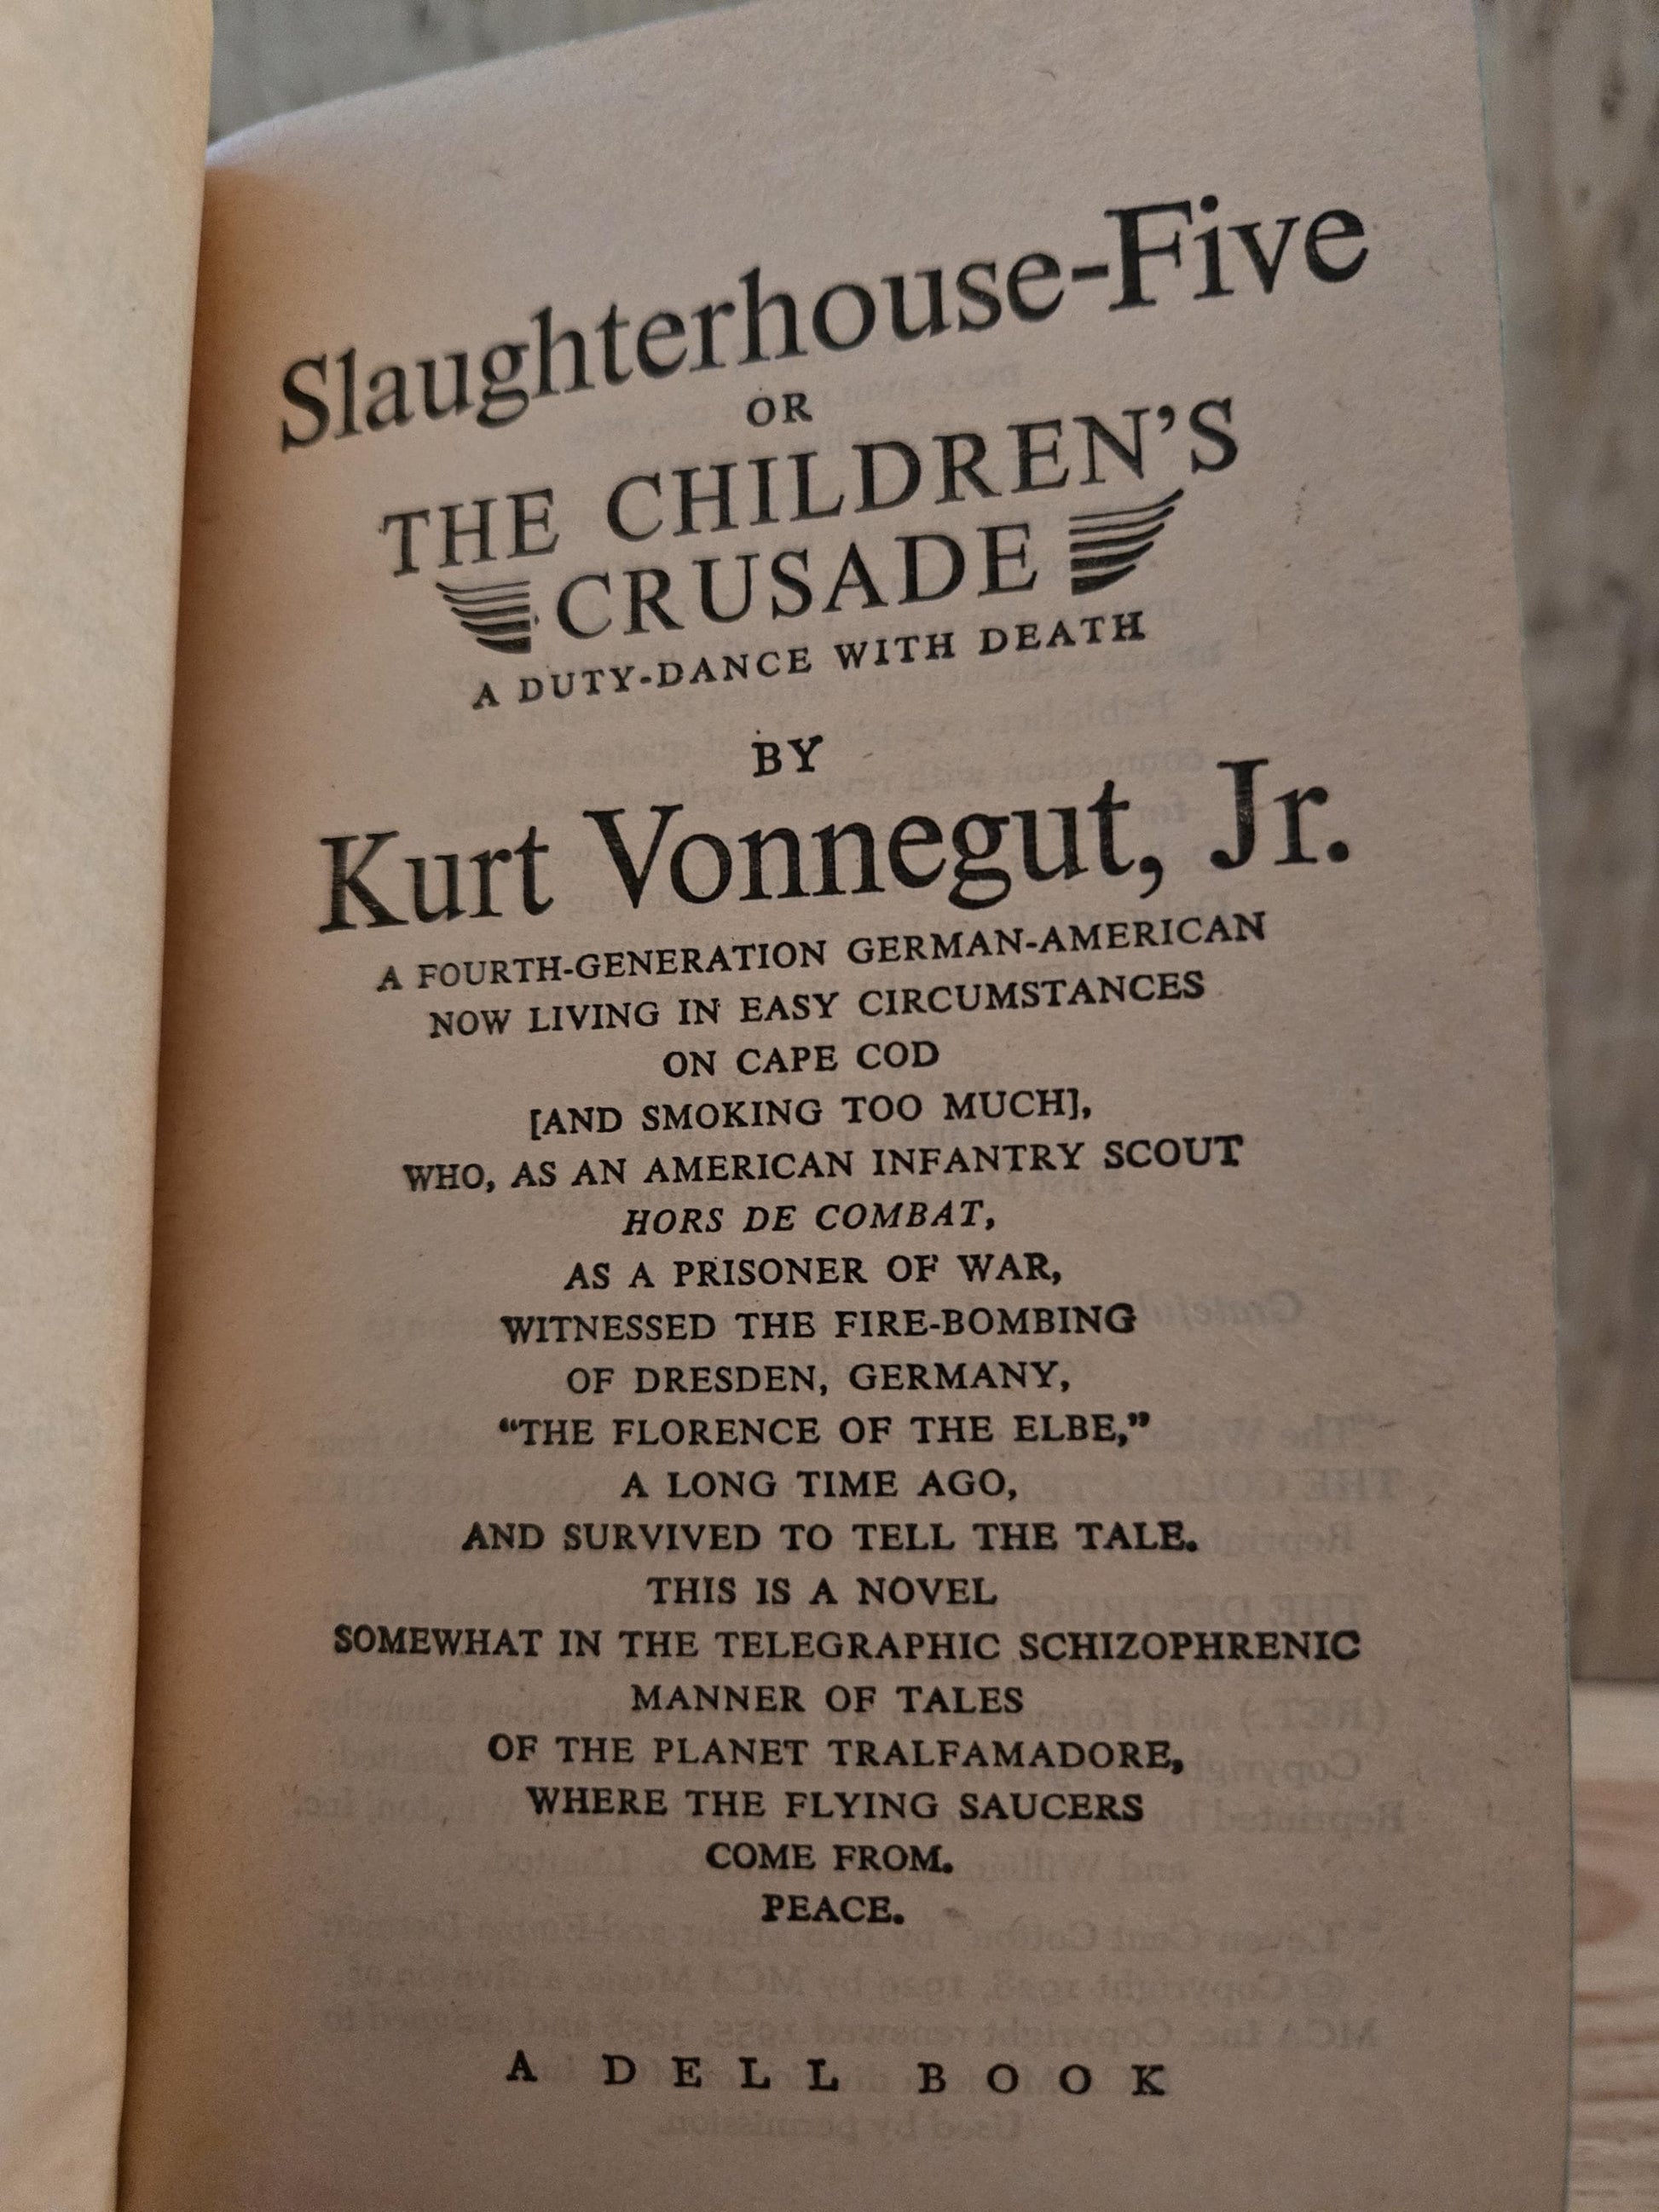 Slaughterhouse-Five
OR
THE CHILDREN'S
CRUSADE
A DUTY-DANCE WITH DEATH
BY
Kurt Vonnegut, Jr.
A FOURTH-GENERATION GERMAN-AMERICAN
NOW LIVING IN EASY CIRCUMSTANCES
ON CAPE COD
[AND SMOKING TOO MUCH],
WHO, AS AN AMERICAN INFANTRY SCOUT
HORS DE COMBAT,
AS A PRISONER OF WAR,
WITNESSED THE FIRE-BOMBING
OF DRESDEN, GERMANY,
“THE FLORENCE OF THE ELBE,”
A LONG TIME AGO,
AND SURVIVED TO TELL THE TALE.
THIS IS A NOVEL
SOMEWHAT IN THE TELEGRAPHIC SCHIZOPHRENIC
MANNER OF TALES
OF THE PLANET TRALFAMADORE,
WHERE THE FLYING SAUCERS
COME FROM.
PEACE.
A DELL BOOK